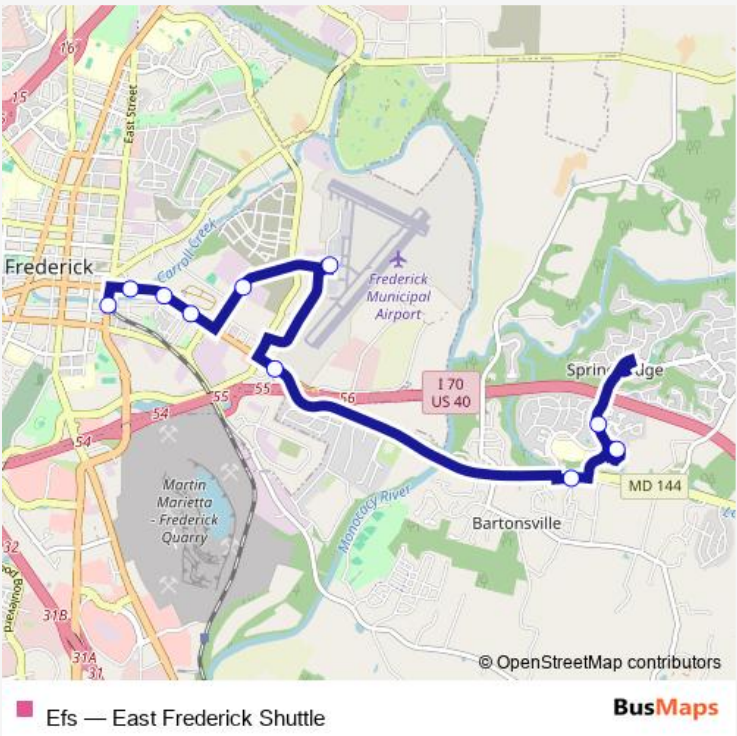 16
15
East Street
Carroll Creek
Frederick
Frederick
Municipal
Airport
I 70
US 40
55
55
56
54
54
MD 144
Martin
Marietta
- Frederick
Quarry
Monocacy River
Bartonsville
32
31B
31A
31
© OpenStreetMap contributors
Efs — East Frederick Shuttle
BusMaps